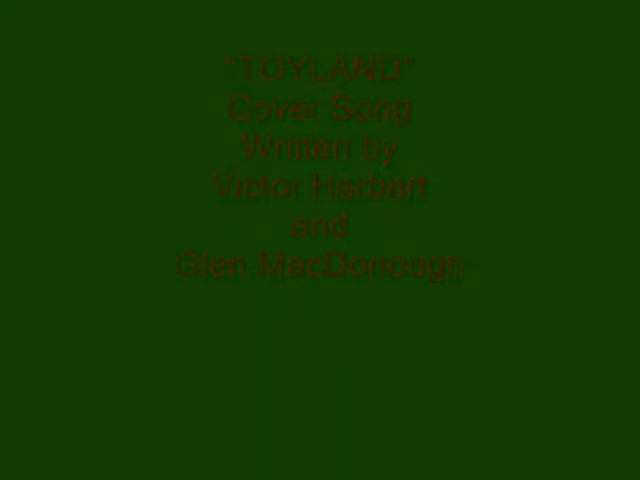 "TOYLAND"
Cover Song
Written by
Victor Herbert
and
Glen MacDonough